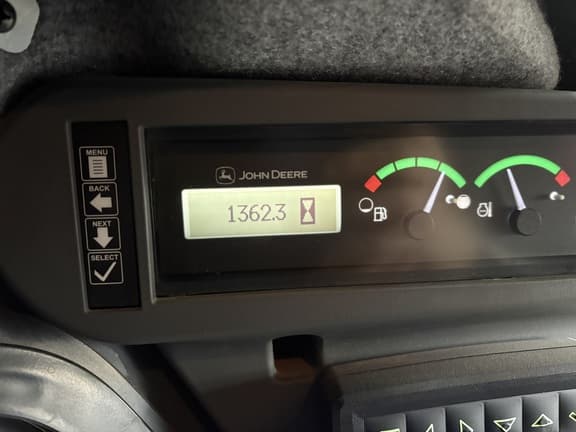 MENU
BACK
NEXT
SELECT
JOHN DEERE
1362.3